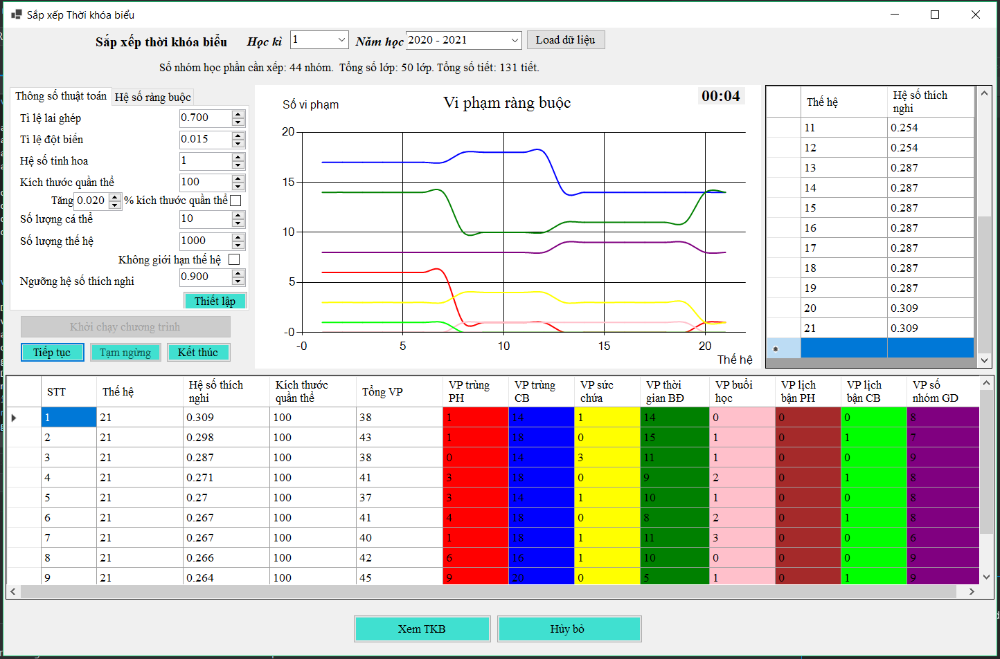 Sắp xếp Thời khóa biểu
Sắp xếp thời khóa biểu Học kì 1 Năm học 2020 - 2021 Load dữ liệu
Số nhóm học phần cần xếp: 44 nhóm. Tổng số lớp: 50 lớp. Tổng số tiết: 131 tiết.
Thông số thuật toán Hệ số ràng buộc
Tỉ lệ lai ghép 0.700
Tỉ lệ đột biến 0.015
Hệ số tinh hoa 1
Kích thước quần thể 100
Tăng 0.020 % kích thước quần thể
Số lượng cá thể 10
Số lượng thế hệ 1000
Không giới hạn thế hệ
Ngưỡng hệ số thích nghi 0.900
Thiết lập
Khởi chạy chương trình
Tiếp tục Tạm ngừng Kết thúc
Số vi phạm Vi phạm ràng buộc 00:04
20
15
10
5
-0
-0 5 10 15 20
Thế hệ
Thế hệ Hệ số thích nghi
11 0.254
12 0.254
13 0.287
14 0.287
15 0.287
16 0.287
17 0.287
18 0.287
19 0.287
20 0.309
21 0.309
STT Thế hệ Hệ số thích nghi Kích thước quần thể Tổng VP VP trùng PH VP trùng CB VP sức chứa VP thời gian BĐ VP buổi học VP lịch bận PH VP lịch bận CB VP số nhóm GD
1 21 0.309 100 38 1 14 1 14 0 0 0 8
2 21 0.298 100 43 1 18 0 15 1 0 1 7
3 21 0.287 100 38 0 14 3 11 1 0 0 9
4 21 0.271 100 41 3 18 0 9 2 0 1 8
5 21 0.27 100 37 3 14 1 10 1 0 0 8
6 21 0.267 100 41 4 18 0 8 2 0 1 8
7 21 0.267 100 40 1 18 1 11 3 0 0 6
8 21 0.266 100 42 6 16 1 10 0 0 0 9
9 21 0.264 100 45 9 20 0 5 1 0 1 9
Xem TKB Hủy bỏ